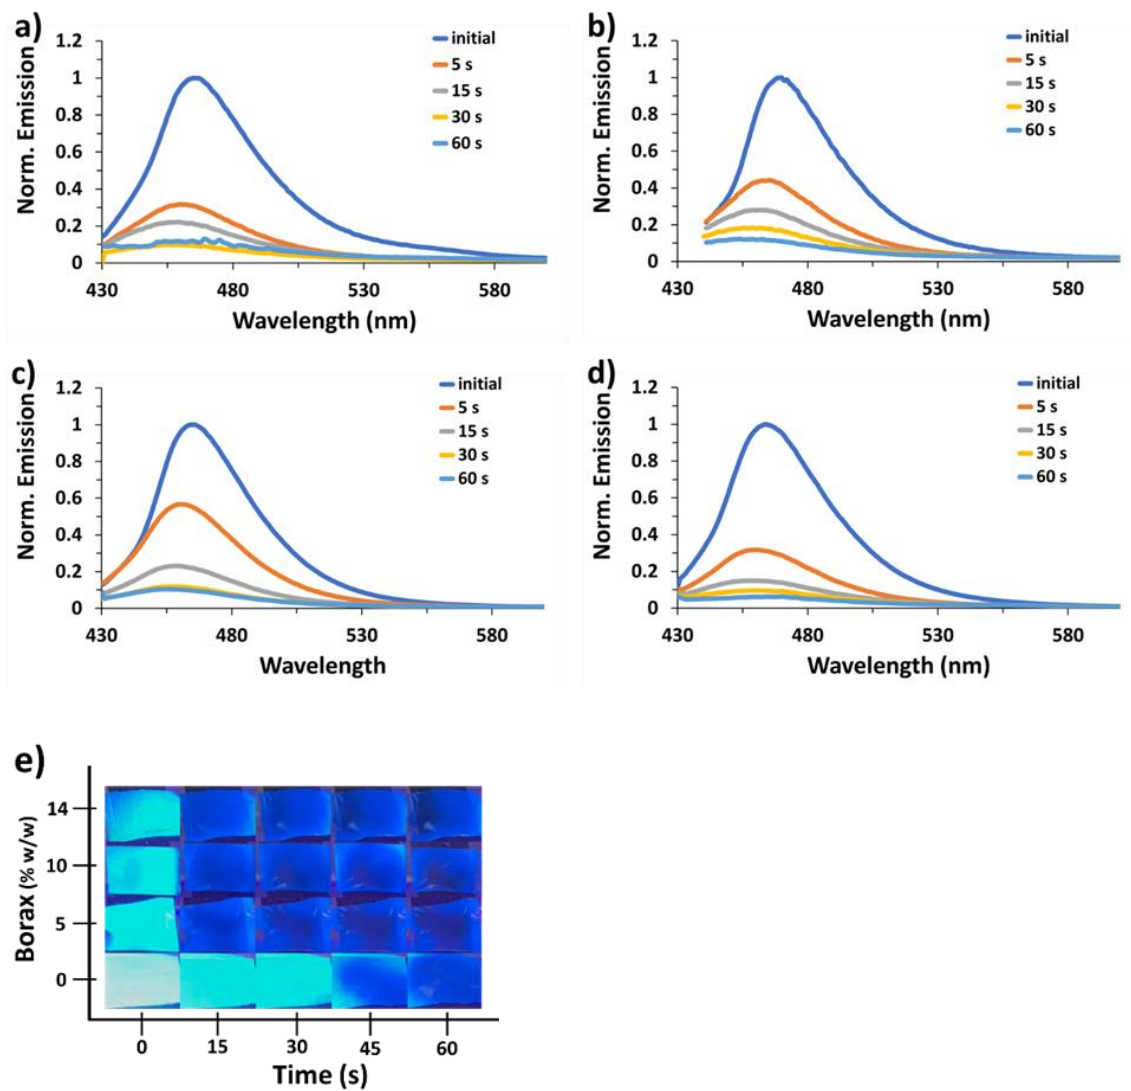 a)
1.2
1
0.8
0.6
0.4
0.2
0
Norm. Emission
initial
5 s
15 s
30 s
60 s
430 480 530 580
Wavelength (nm)
b)
1.2
1
0.8
0.6
0.4
0.2
0
Norm. Emission
initial
5 s
15 s
30 s
60 s
430 480 530 580
Wavelength (nm)
c)
1.2
1
0.8
0.6
0.4
0.2
0
Norm. Emission
initial
5 s
15 s
30 s
60 s
430 480 530 580
Wavelength
d)
1.2
1
0.8
0.6
0.4
0.2
0
Norm. Emission
initial
5 s
15 s
30 s
60 s
430 480 530 580
Wavelength (nm)
e)
Borax (% w/w)
14
10
5
0
0 15 30 45 60
Time (s)